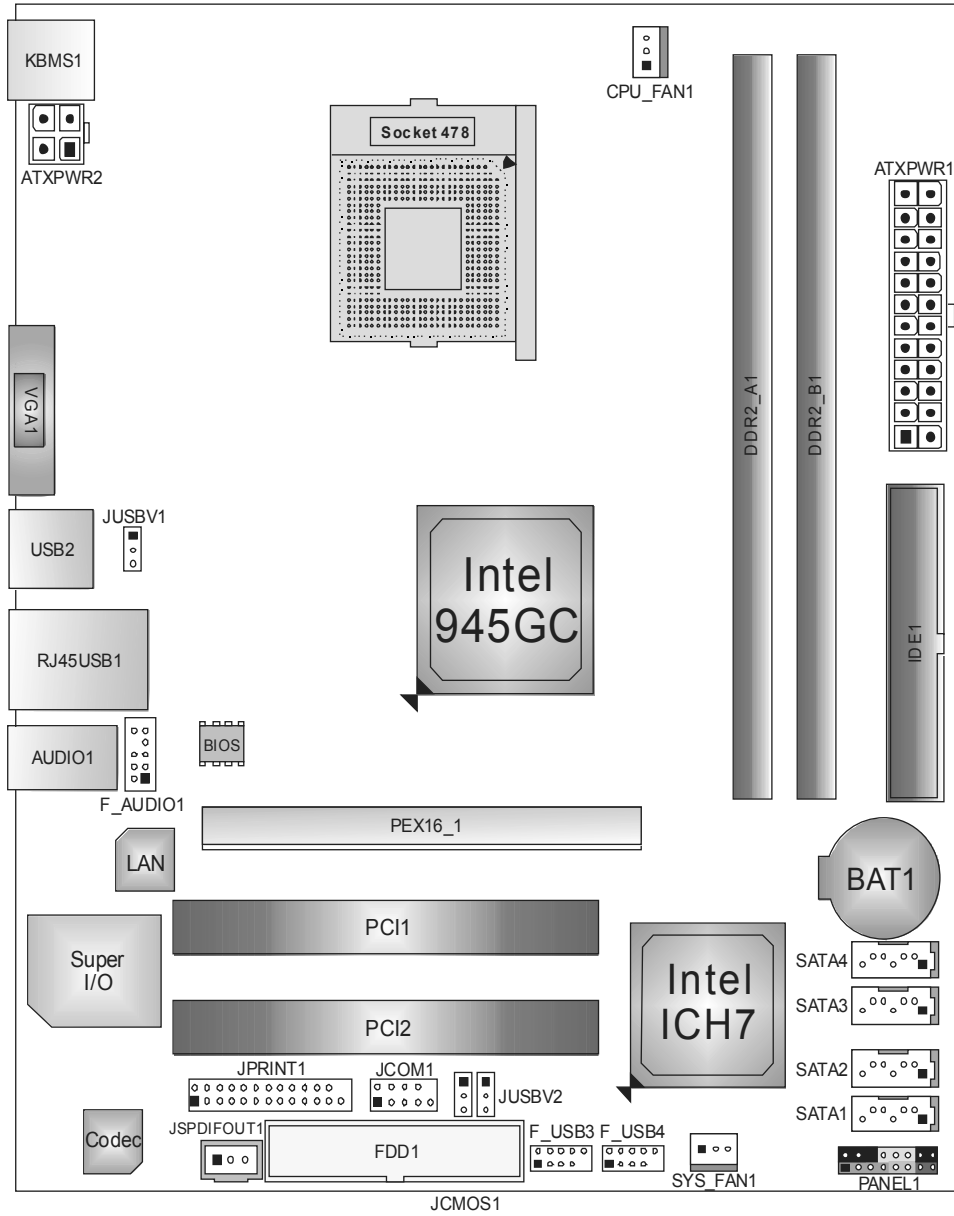 KBMS1
CPU_FAN1
Socket 478
ATXPWR2
ATXPWR1
VGA1
DDR2_A1
DDR2_B1
JUSBV1
USB2
Intel
945GC
IDE1
RJ45USB1
BIOS
AUDIO1
F_AUDIO1
PEX16_1
LAN
BAT1
PCI1
Super
I/O
SATA4
Intel
ICH7
SATA3
PCI2
JPRINT1
JCOM1
SATA2
JUSBV2
SATA1
JSPDIFOUT1
Codec
FDD1
F_USB3
F_USB4
SYS_FAN1
PANEL1
JCMOS1